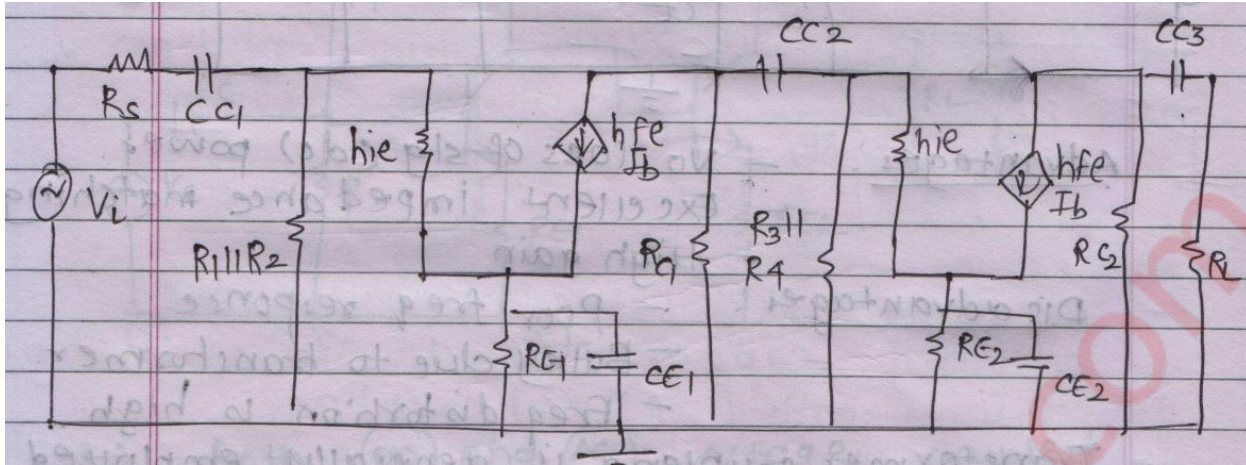 CC2
CC3
Rs
CC1
hie
hfe
Ib
hie
hfe
Ib
Vi
R1||R2
RC1
R3||
R4
RC2
RL
RE1
CE1
RE2
CE2
com